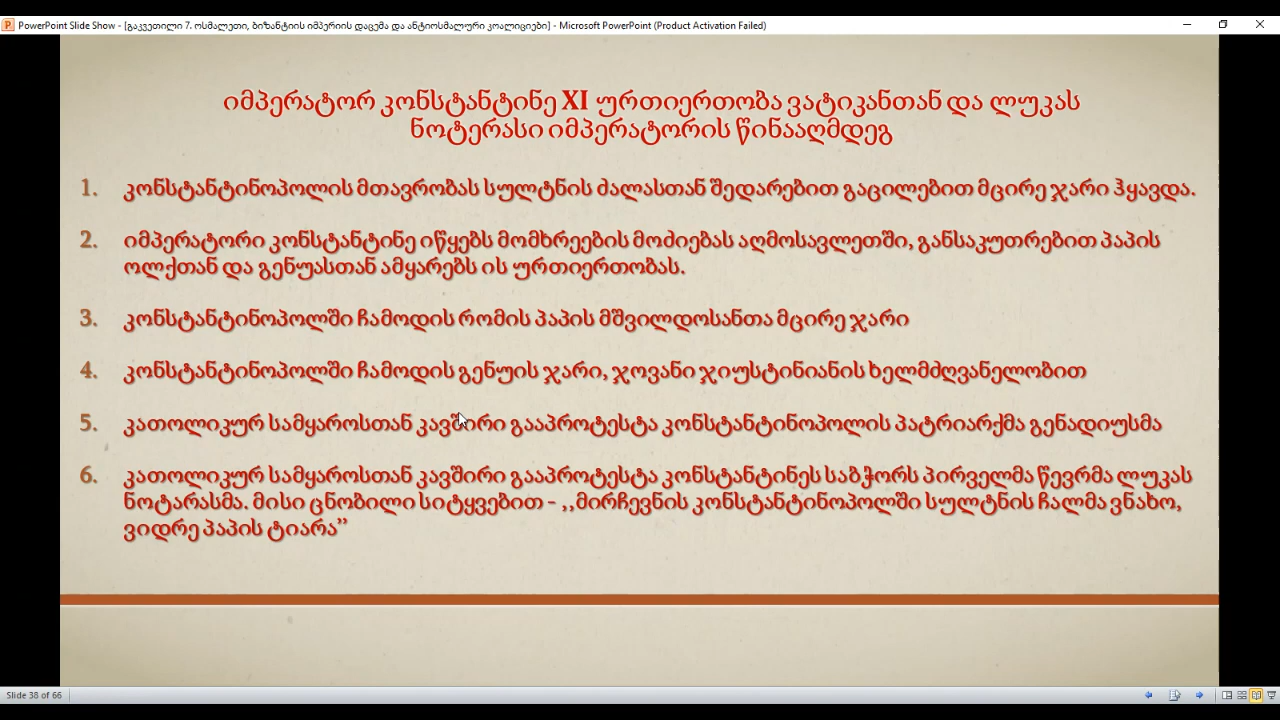 PowerPoint Slide Show - [გაკვეთილი 7. ოსმალეთი, ბიზანტიის იმპერიის დაცემა და ანტიოსმალური კოალიციები] - Microsoft PowerPoint (Product Activation Failed)
იმპერატორ კონსტანტინე XI ურთიერთობა ვატიკანთან და ლუკას
ნოტერასი იმპერატორის წინააღმდეგ
1. კონსტანტინოპოლის მთავრობას სულტნის ძალასთან შედარებით გაცილებით მცირე ჯარი ჰყავდა.
2. იმპერატორი კონსტანტინე იწყებს მომხრეების მოძიებას აღმოსავლეთში, განსაკუთრებით პაპის
ოლქთან და გენუასთან ამყარებს ის ურთიერთობას.
3. კონსტანტინოპოლში ჩამოდის რომის პაპის მშვილდოსანთა მცირე ჯარი
4. კონსტანტინოპოლში ჩამოდის გენუის ჯარი, ჯოვანი ჯიუსტინიანის ხელმძღვანელობით
5. კათოლიკურ სამყაროსთან კავშირი გააპროტესტა კონსტანტინოპოლის პატრიარქმა გენადიუსმა
6. კათოლიკურ სამყაროსთან კავშირი გააპროტესტა კონსტანტინეს საბჭორს პირველმა წევრმა ლუკას
ნოტარასმა. მისი ცნობილი სიტყვებით - ,,მირჩევნის კონსტანტინოპოლში სულტნის ჩალმა ვნახო,
ვიდრე პაპის ტიარა”
Slide 38 of 66